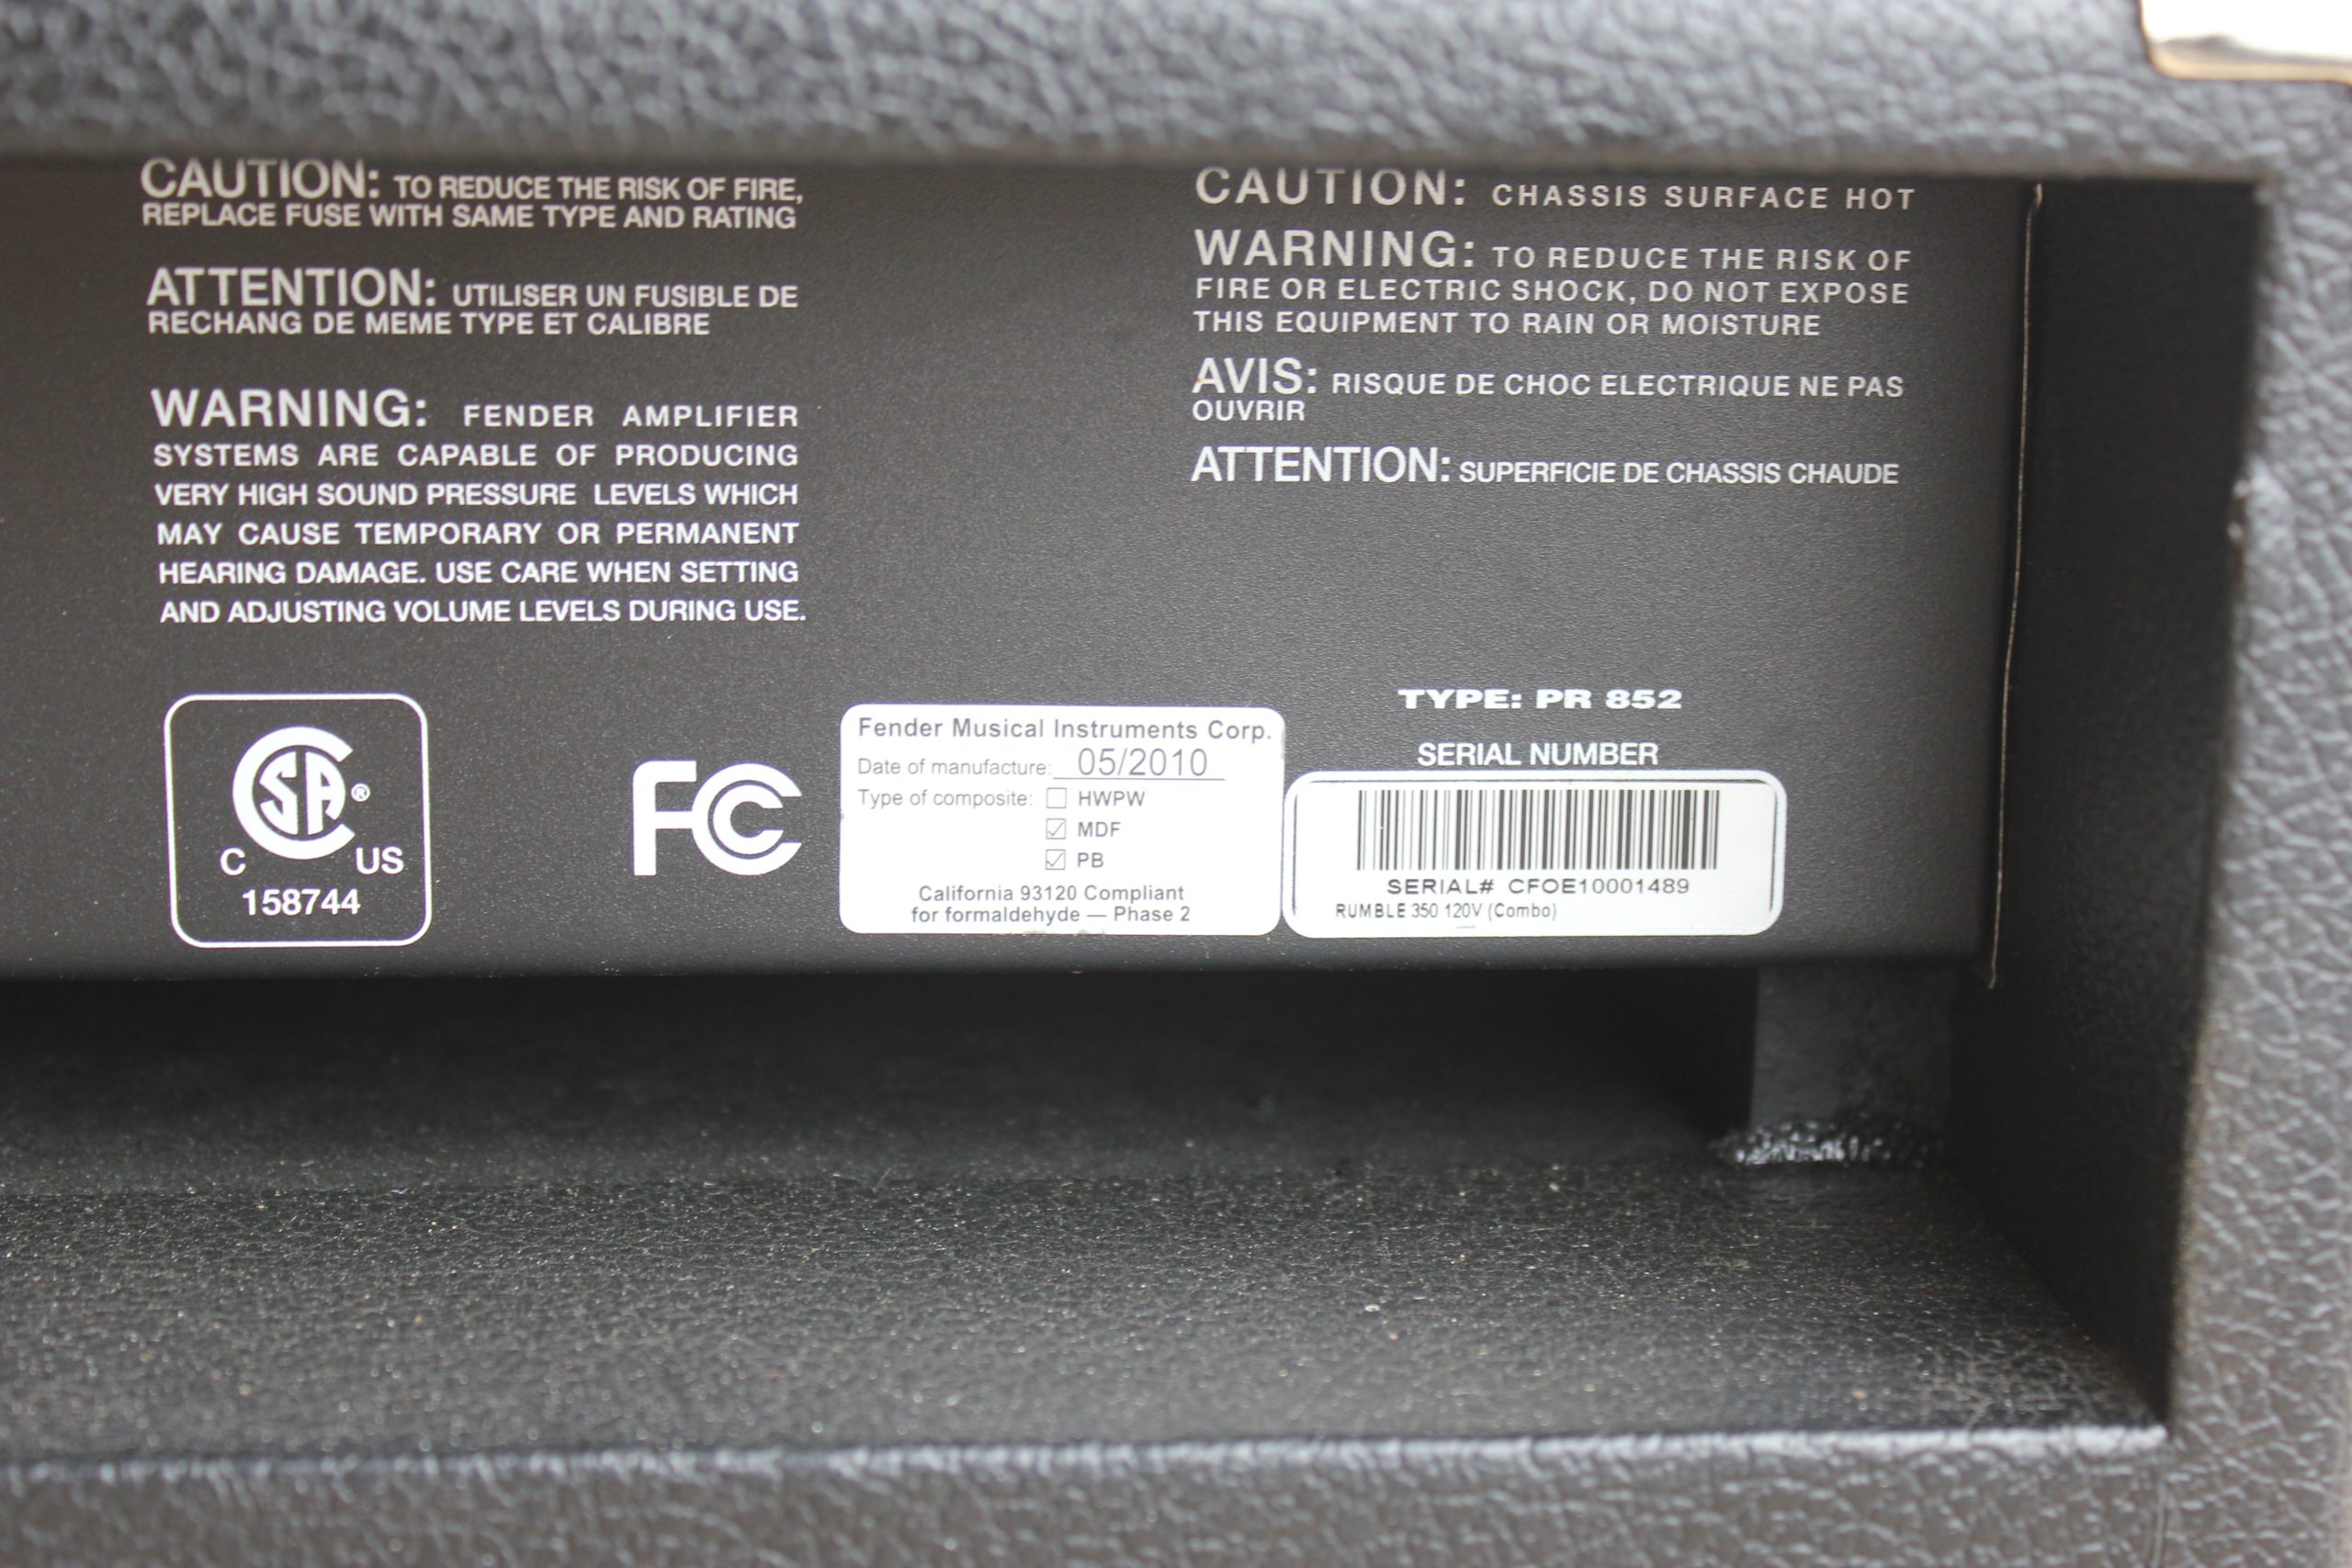 CAUTION: TO REDUCE THE RISK OF FIRE,
REPLACE FUSE WITH SAME TYPE AND RATING
ATTENTION: UTILISER UN FUSIBLE DE
RECHANG DE MEME TYPE ET CALIBRE
WARNING: FENDER AMPLIFIER
SYSTEMS ARE CAPABLE OF PRODUCING
VERY HIGH SOUND PRESSURE LEVELS WHICH
MAY CAUSE TEMPORARY OR PERMANENT
HEARING DAMAGE. USE CARE WHEN SETTING
AND ADJUSTING VOLUME LEVELS DURING USE.
CAUTION: CHASSIS SURFACE HOT
WARNING: TO REDUCE THE RISK OF
FIRE OR ELECTRIC SHOCK, DO NOT EXPOSE
THIS EQUIPMENT TO RAIN OR MOISTURE
AVIS: RISQUE DE CHOC ELECTRIQUE NE PAS
OUVRIR
ATTENTION: SUPERFICIE DE CHASSIS CHAUDE
SA ®
C US
158744
FC
Fender Musical Instruments Corp.
Date of manufacture: 05/2010
Type of composite: ☐ HWPW
☑ MDF
☑ PB
California 93120 Compliant
for formaldehyde — Phase 2
TYPE: PR 852
SERIAL NUMBER
SERIAL# CFOE10001489
RUMBLE 350 120V (Combo)